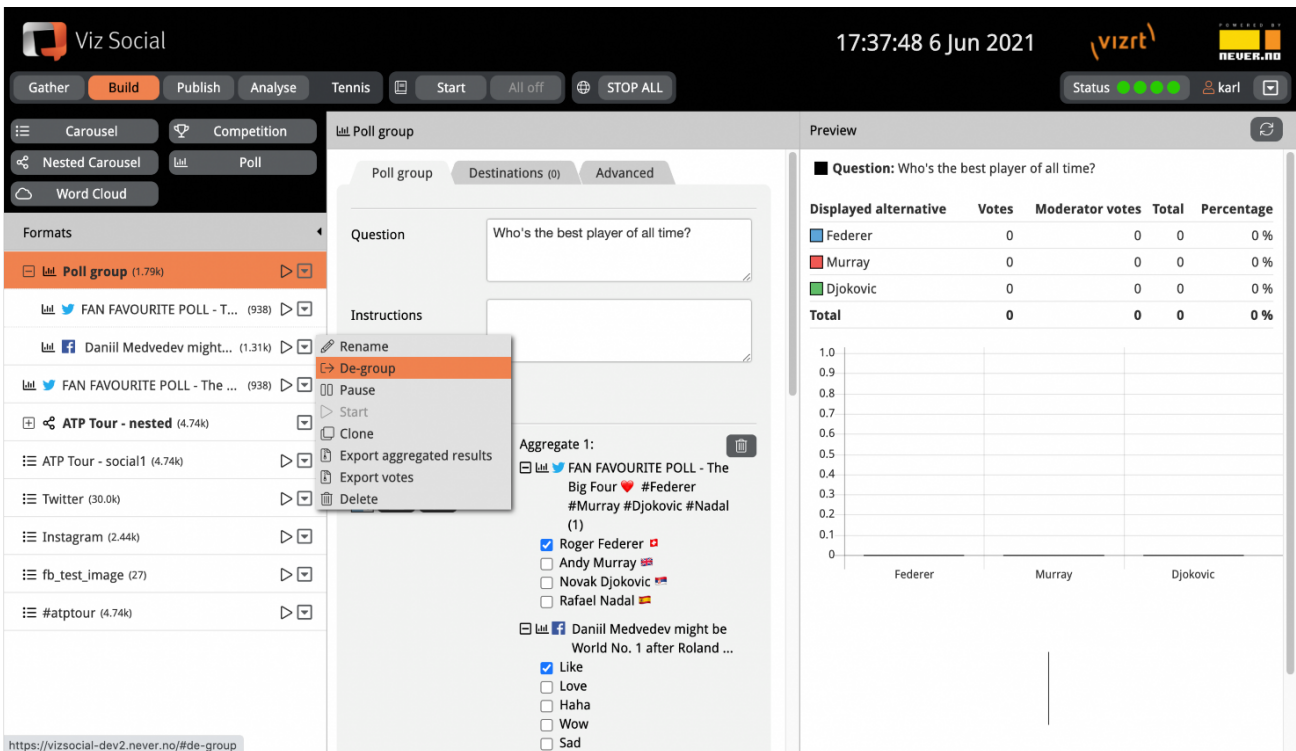 Viz Social
17:37:48 6 Jun 2021
vizrt
POWERED BY
NEVER.NO
Gather
Build
Publish
Analyse
Tennis
Start
All off
STOP ALL
Status
karl
Carousel
Competition
Nested Carousel
Poll
Word Cloud
Formats
Poll group (1.79k)
FAN FAVOURITE POLL - T... (938)
Daniil Medvedev might... (1.31k)
FAN FAVOURITE POLL - The ... (938)
ATP Tour - nested (4.74k)
ATP Tour - social1 (4.74k)
Twitter (30.0k)
Instagram (2.44k)
fb_test_image (27)
#atptour (4.74k)
https://vizsocial-dev2.never.no/#de-group
Rename
De-group
Pause
Start
Clone
Export aggregated results
Export votes
Delete
Poll group
Poll group
Destinations (0)
Advanced
Question
Who's the best player of all time?
Instructions
Aggregate 1:
FAN FAVOURITE POLL - The
Big Four ❤️ #Federer
#Murray #Djokovic #Nadal
(1)
Roger Federer 🇨🇭
Andy Murray 🇬🇧
Novak Djokovic 🇷🇸
Rafael Nadal 🇪🇸
Daniil Medvedev might be
World No. 1 after Roland ...
Like
Love
Haha
Wow
Sad
Preview
Question: Who's the best player of all time?
Displayed alternative Votes Moderator votes Total Percentage
Federer 0 0 0 0 %
Murray 0 0 0 0 %
Djokovic 0 0 0 0 %
Total 0 0 0 0 %
1.0
0.9
0.8
0.7
0.6
0.5
0.4
0.3
0.2
0.1
0
Federer
Murray
Djokovic